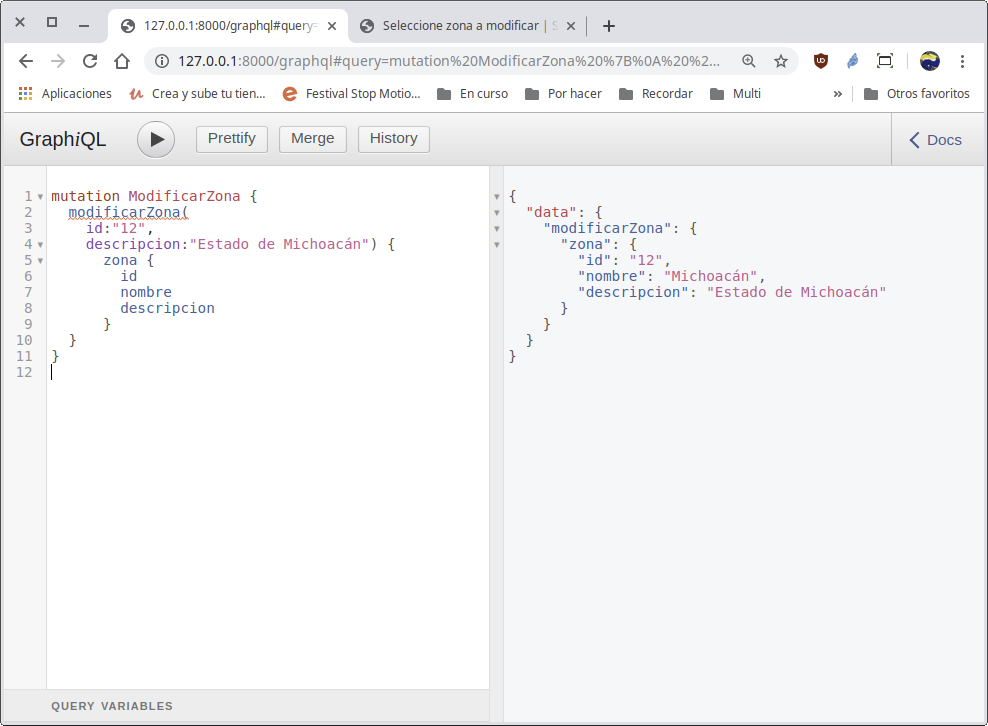 127.0.0.1:8000/graphql#query=
Seleccione zona a modificar | S
127.0.0.1:8000/graphql#query=mutation%20ModificarZona%20%7B%0A%20%2...
Aplicaciones
Crea y sube tu tien...
Festival Stop Motio...
En curso
Por hacer
Recordar
Multi
»
Otros favoritos
GraphiQL
Prettify
Merge
History
Docs
1 mutation ModificarZona {
2 modificarZona(
3 id:"12",
4 descripcion:"Estado de Michoacán") {
5 zona {
6 id
7 nombre
8 descripcion
9 }
10 }
11 }
12
{
"data": {
"modificarZona": {
"zona": {
"id": "12",
"nombre": "Michoacán",
"descripcion": "Estado de Michoacán"
}
}
}
}
QUERY VARIABLES